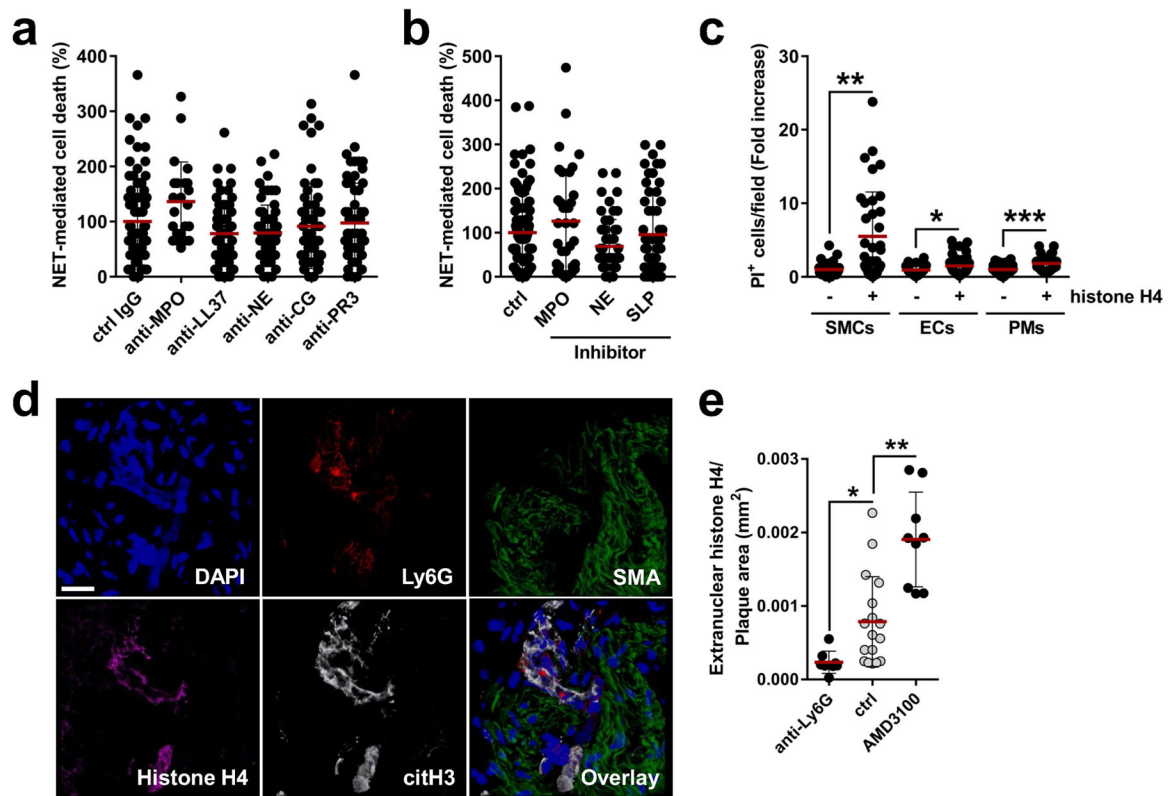 a
NET-mediated cell death (%)
400
300
200
100
0
ctrl IgG
anti-MPO
anti-LL37
anti-NE
anti-CG
anti-PR3
b
NET-mediated cell death (%)
500
400
300
200
100
0
ctrl
MPO
NE
SLP
Inhibitor
c
PI+ cells/field (Fold increase)
30
20
10
0
**
*
***
- + - + - + histone H4
SMCs ECs PMs
d
DAPI
Ly6G
SMA
Histone H4
citH3
Overlay
e
Extranuclear histone H4/
Plaque area (mm²)
0.003
0.002
0.001
0.000
*
**
anti-Ly6G
ctrl
AMD3100